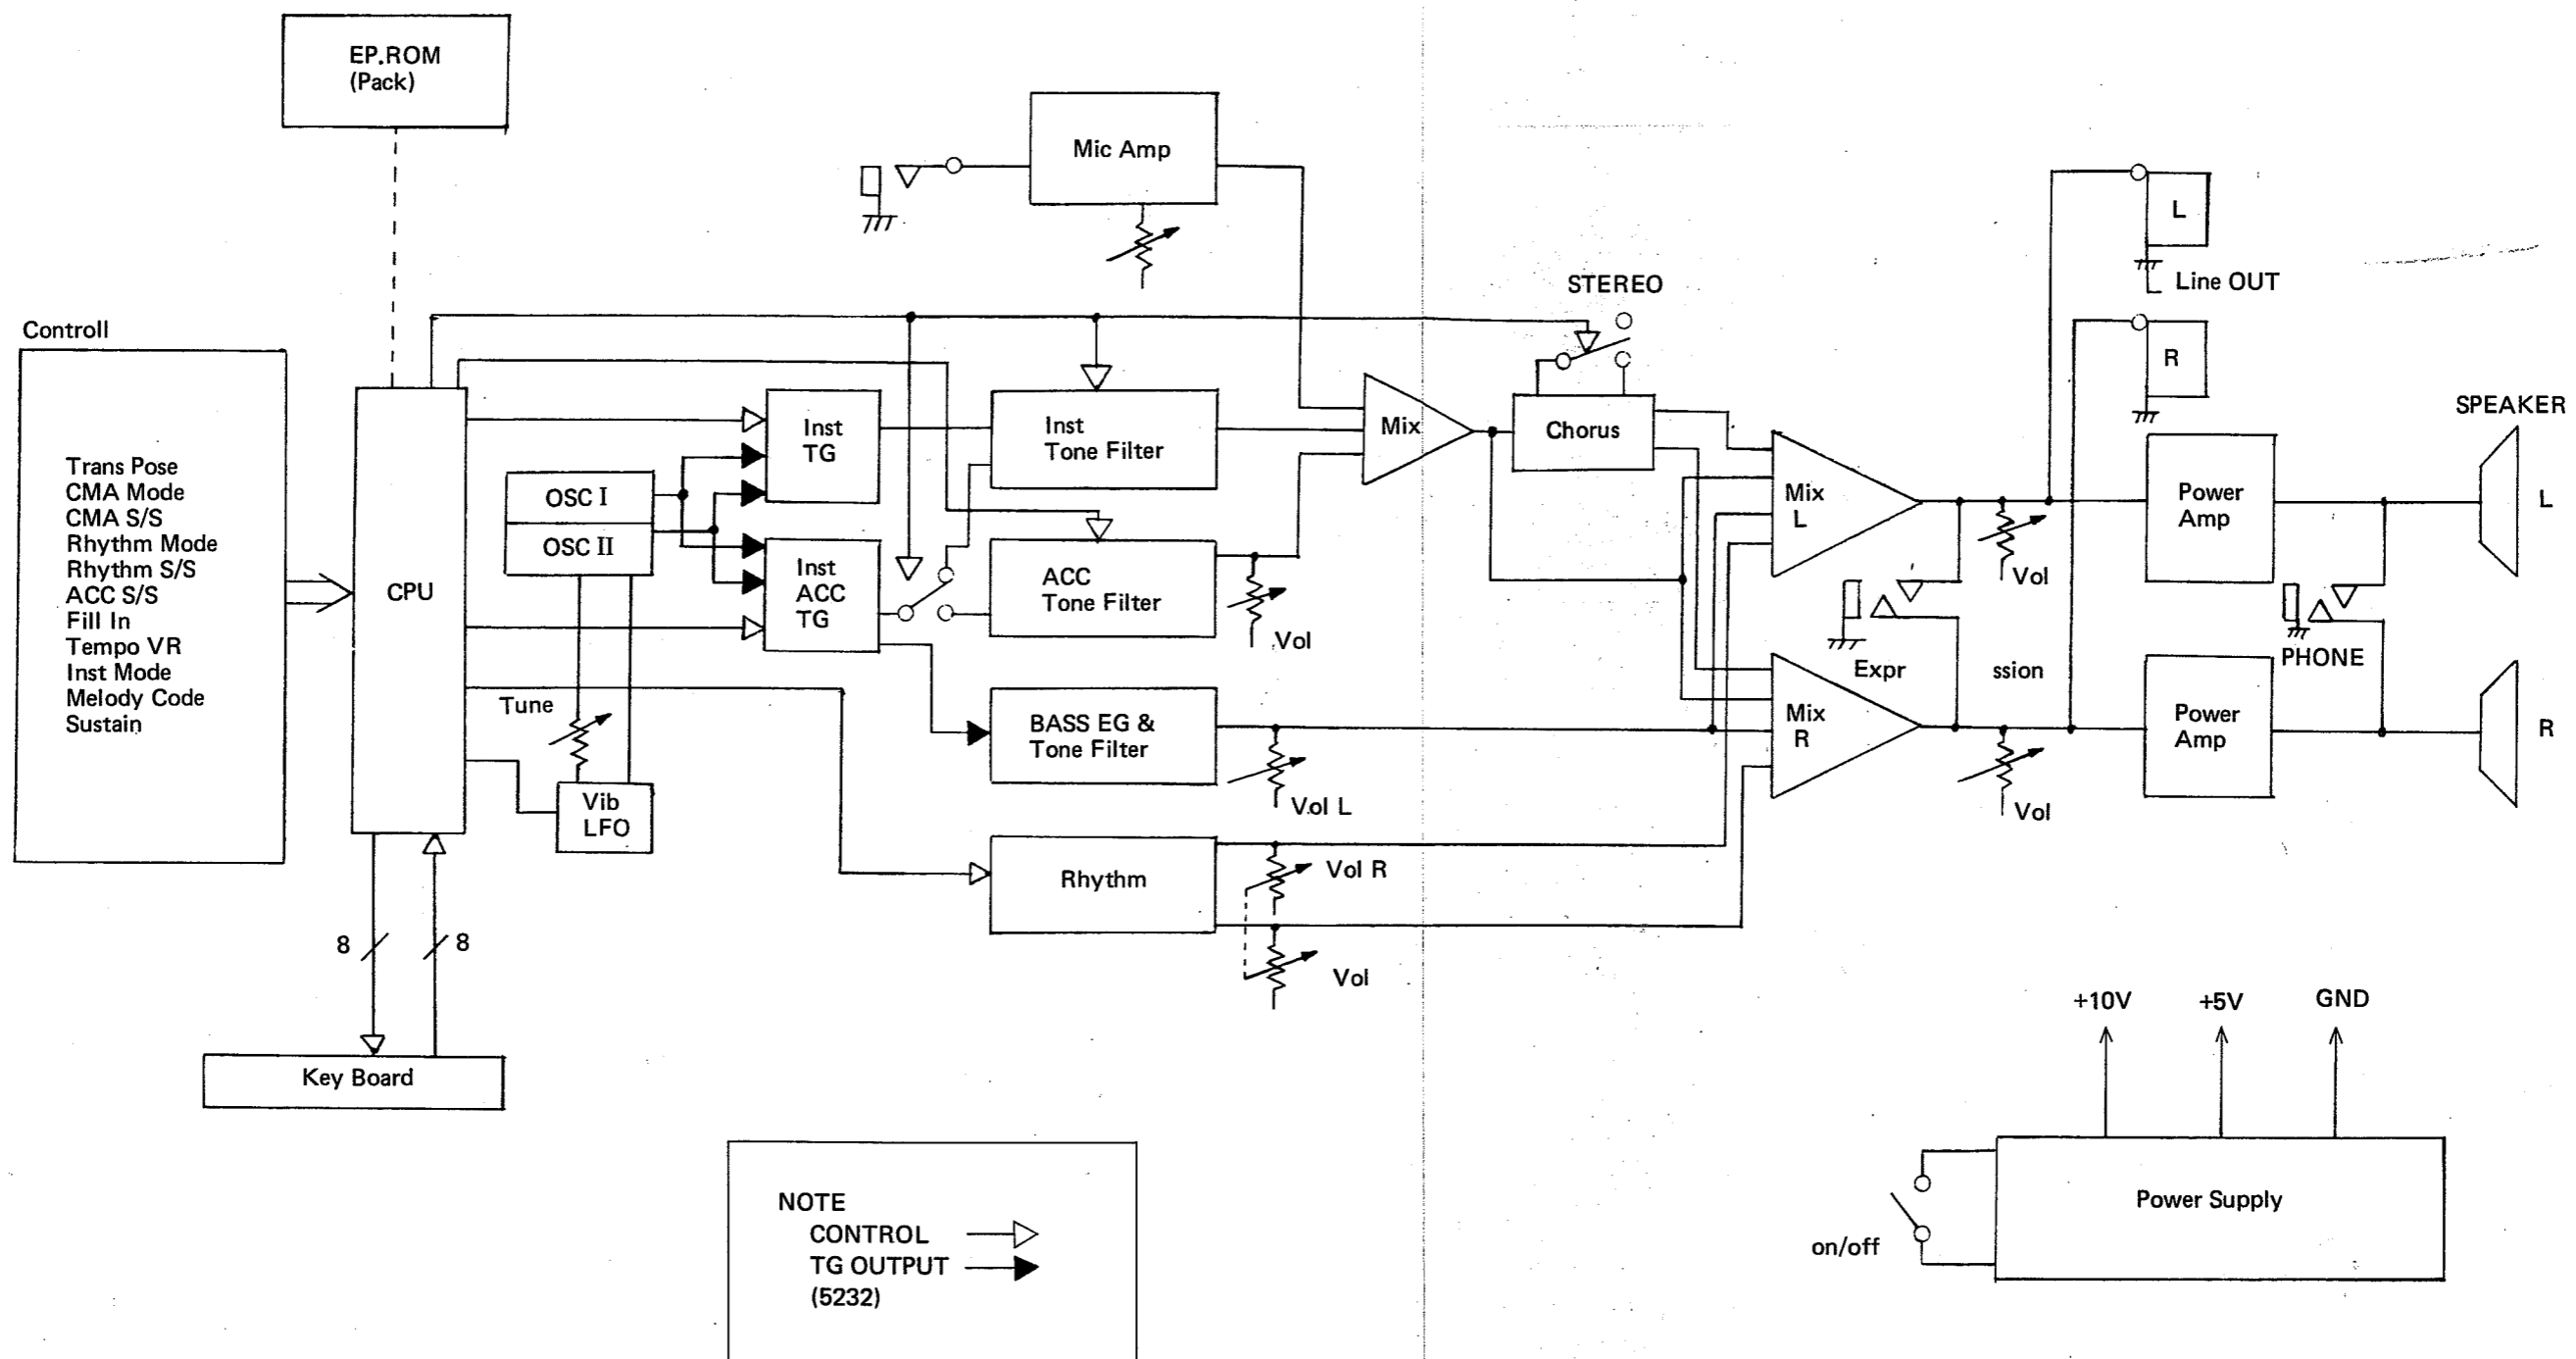 EP.ROM
(Pack)
Mic Amp
L
Line OUT
STEREO
R
Controll
SPEAKER
Trans Pose
CMA Mode
CMA S/S
Rhythm Mode
Rhythm S/S
ACC S/S
Fill In
Tempo VR
Inst Mode
Melody Code
Sustain
CPU
OSC I
OSC II
Inst
TG
Inst
ACC
TG
Inst
Tone Filter
ACC
Tone Filter
Vol
Mix
Chorus
Mix
L
Vol
Power
Amp
L
Expr
ssion
PHONE
Tune
Vib
LFO
BASS EG &
Tone Filter
Vol L
Mix
R
Vol
Power
Amp
R
Rhythm
Vol R
Vol
8
8
Key Board
+10V
+5V
GND
Power Supply
on/off
NOTE
CONTROL
TG OUTPUT
(5232)